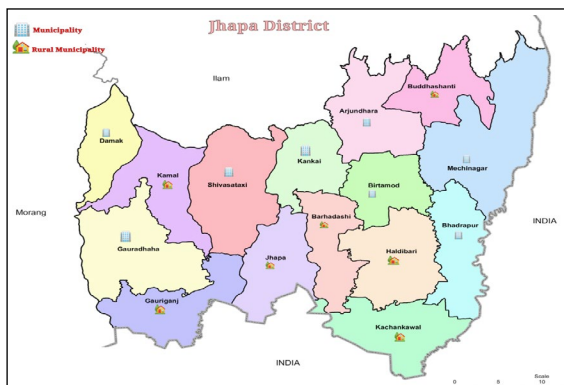 Jhapa District
Municipality
Rural Municipality
Ilam
Buddhashanti
Arjundhara
Damak
Kankai
Mechinagar
Kamal
Shivasataxi
Birtamod
Morang
Barhadashi
Bhadrapur
INDIA
Gauradhaha
Jhapa
Haldibari
Gauriganj
Kachankawal
INDIA
Scale
0 5 10